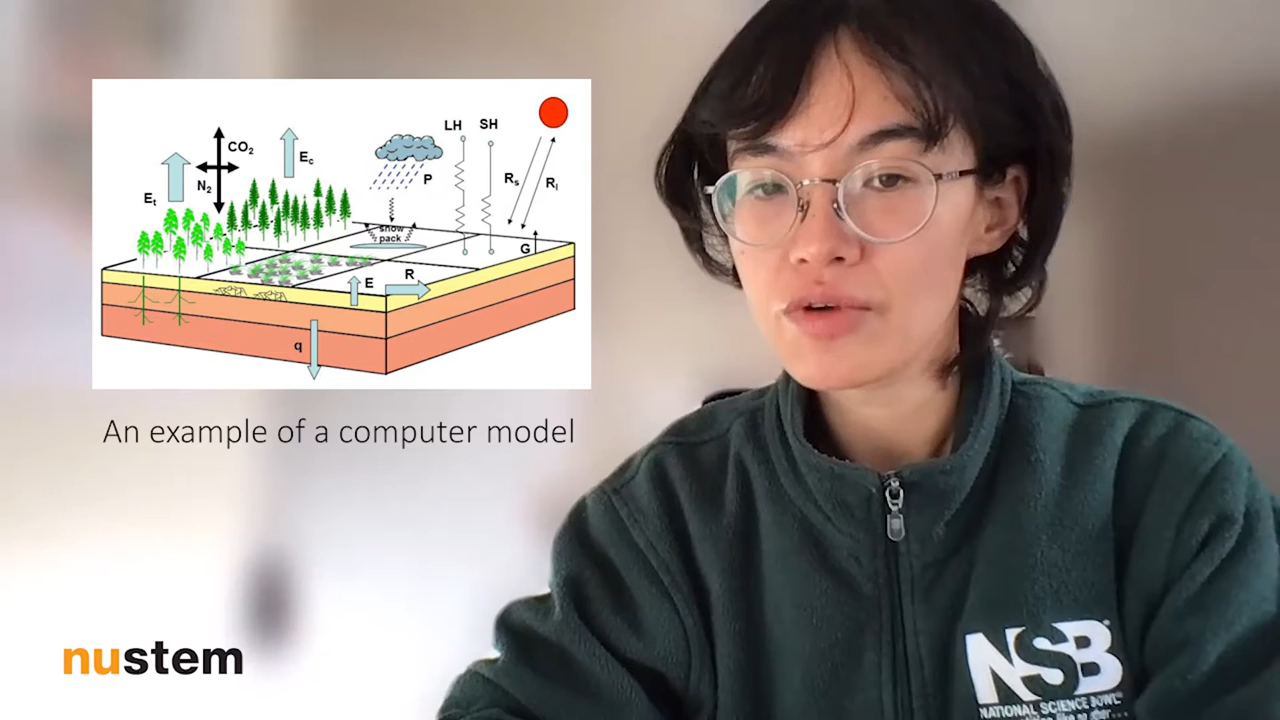 LH SH
CO2
Ec
N2
P
Rs
Rl
Et
snow
pack
G
R
E
q
An example of a computer model
nustem
NSB®
NATIONAL SCIENCE BOWL